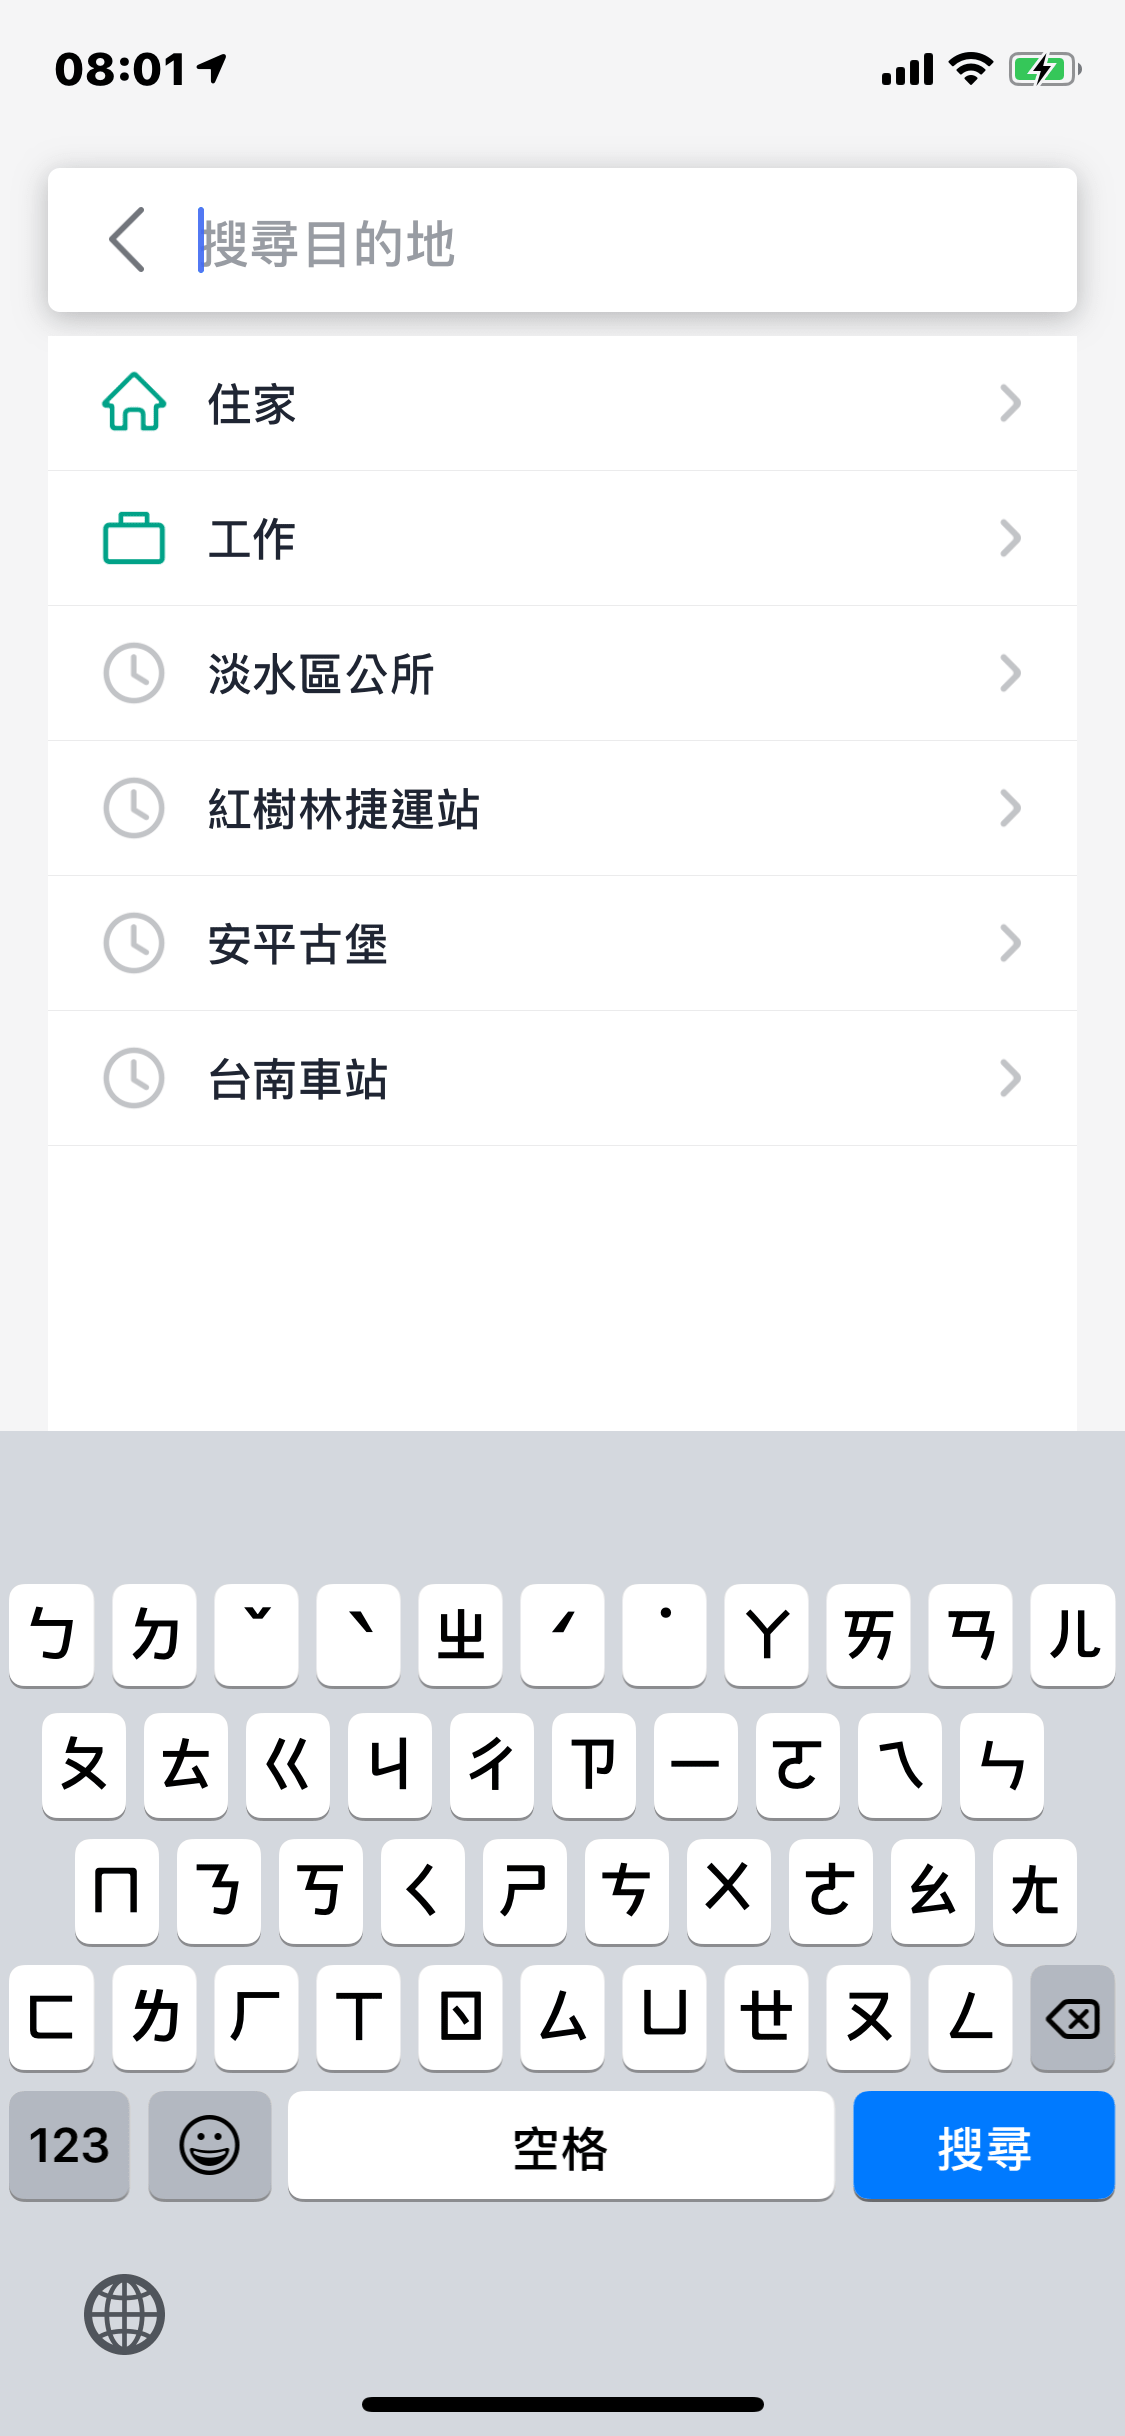 08:01
搜尋目的地
住家
工作
淡水區公所
紅樹林捷運站
安平古堡
台南車站
ㄅ ㄉ ˇ ˋ ㄓ ˊ ˙ ㄚ ㄞ ㄢ ㄦ
ㄆ ㄊ ㄍ ㄐ ㄔ ㄗ ㄧ ㄛ ㄟ ㄣ
ㄇ ㄋ ㄎ ㄑ ㄕ ㄘ ㄨ ㄜ ㄠ ㄤ
ㄈ ㄌ ㄏ ㄒ ㄖ ㄙ ㄩ ㄝ ㄡ ㄥ
123 空格 搜尋